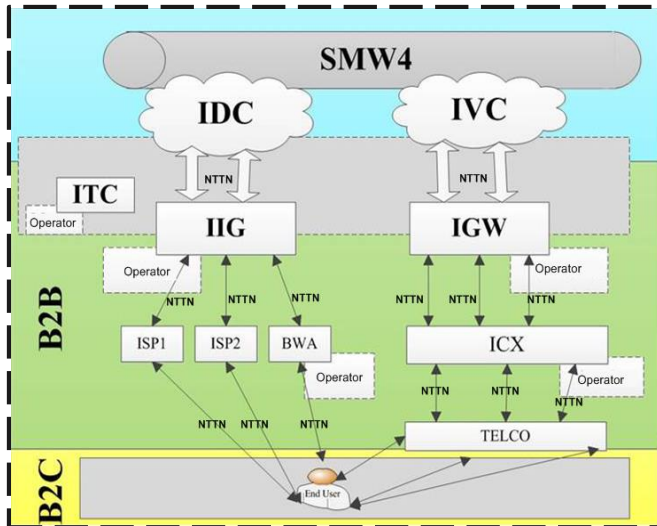 SMW4
IDC
IVC
NTTN
NTTN
ITC
Operator
IIG
IGW
Operator
Operator
NTTN
NTTN
NTTN
NTTN
NTTN
NTTN
B2B
ISP1
ISP2
BWA
ICX
Operator
Operator
NTTN
NTTN
NTTN
NTTN
NTTN
NTTN
TELCO
B2C
End User